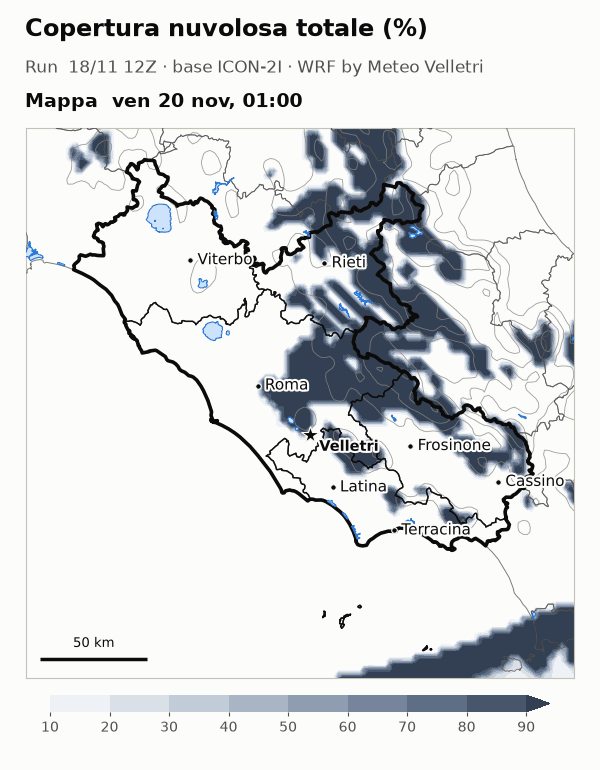 Copertura nuvolosa totale (%)
Run 18/11 12Z · base ICON-2I · WRF by Meteo Velletri
Mappa ven 20 nov, 01:00
Viterbo
Rieti
Roma
Velletri
Frosinone
Latina
Cassino
Terracina
50 km
10 20 30 40 50 60 70 80 90